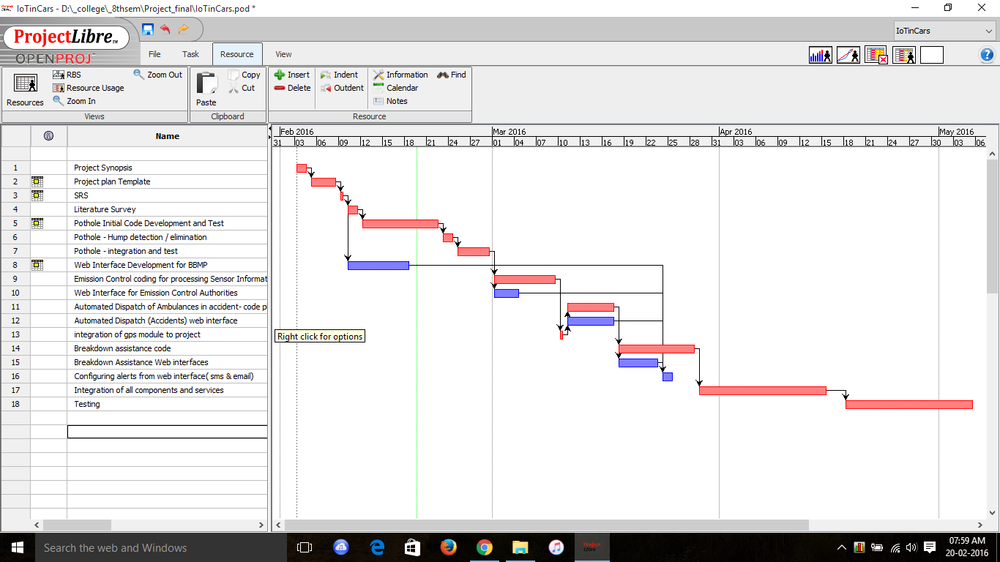 IoTinCars - D:\_college\_8thsem\Project_final\IoTinCars.pod *
ProjectLibre TM
OPENPROJ
IoTinCars
File Task Resource View
Resources
RBS
Resource Usage
Zoom In
Zoom Out
Views
Paste
Copy
Cut
Clipboard
Insert
Delete
Indent
Outdent
Information
Calendar
Notes
Find
Resource
Name
Feb 2016 Mar 2016 Apr 2016 May 2016
31 03 06 09 12 15 18 21 24 27 01 04 07 10 13 16 19 22 25 28 31 03 06 09 12 15 18 21 24 27 30 03 06
1 Project Synopsis
2 Project plan Template
3 SRS
4 Literature Survey
5 Pothole Initial Code Development and Test
6 Pothole - Hump detection / elimination
7 Pothole - integration and test
8 Web Interface Development for BBMP
9 Emission Control coding for processing Sensor Informat
10 Web Interface for Emission Control Authorities
11 Automated Dispatch of Ambulances in accident- code p
12 Automated Dispatch (Accidents) web interface
13 integration of gps module to project
14 Breakdown assistance code
15 Breakdown Assistance Web interfaces
16 Configuring alerts from web interface( sms & email)
17 Integration of all components and services
18 Testing
Right click for options
Search the web and Windows
Project
Libre
07:59 AM
20-02-2016